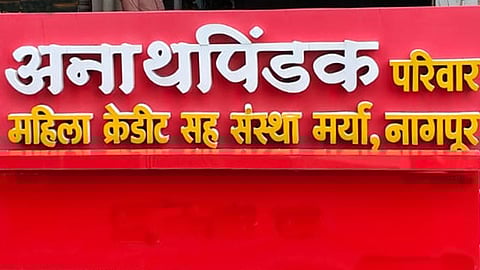 अनाथपिंडक परिवार
महिला क्रेडीट सह संस्था मर्या, नागपूर